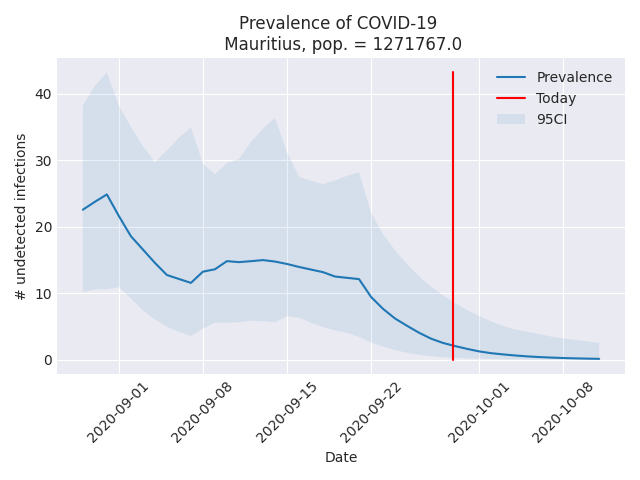 Prevalence of COVID-19
Mauritius, pop. = 1271767.0
# undetected infections
40
30
20
10
0
Prevalence
Today
95CI
2020-09-01
2020-09-08
2020-09-15
2020-09-22
2020-10-01
2020-10-08
Date